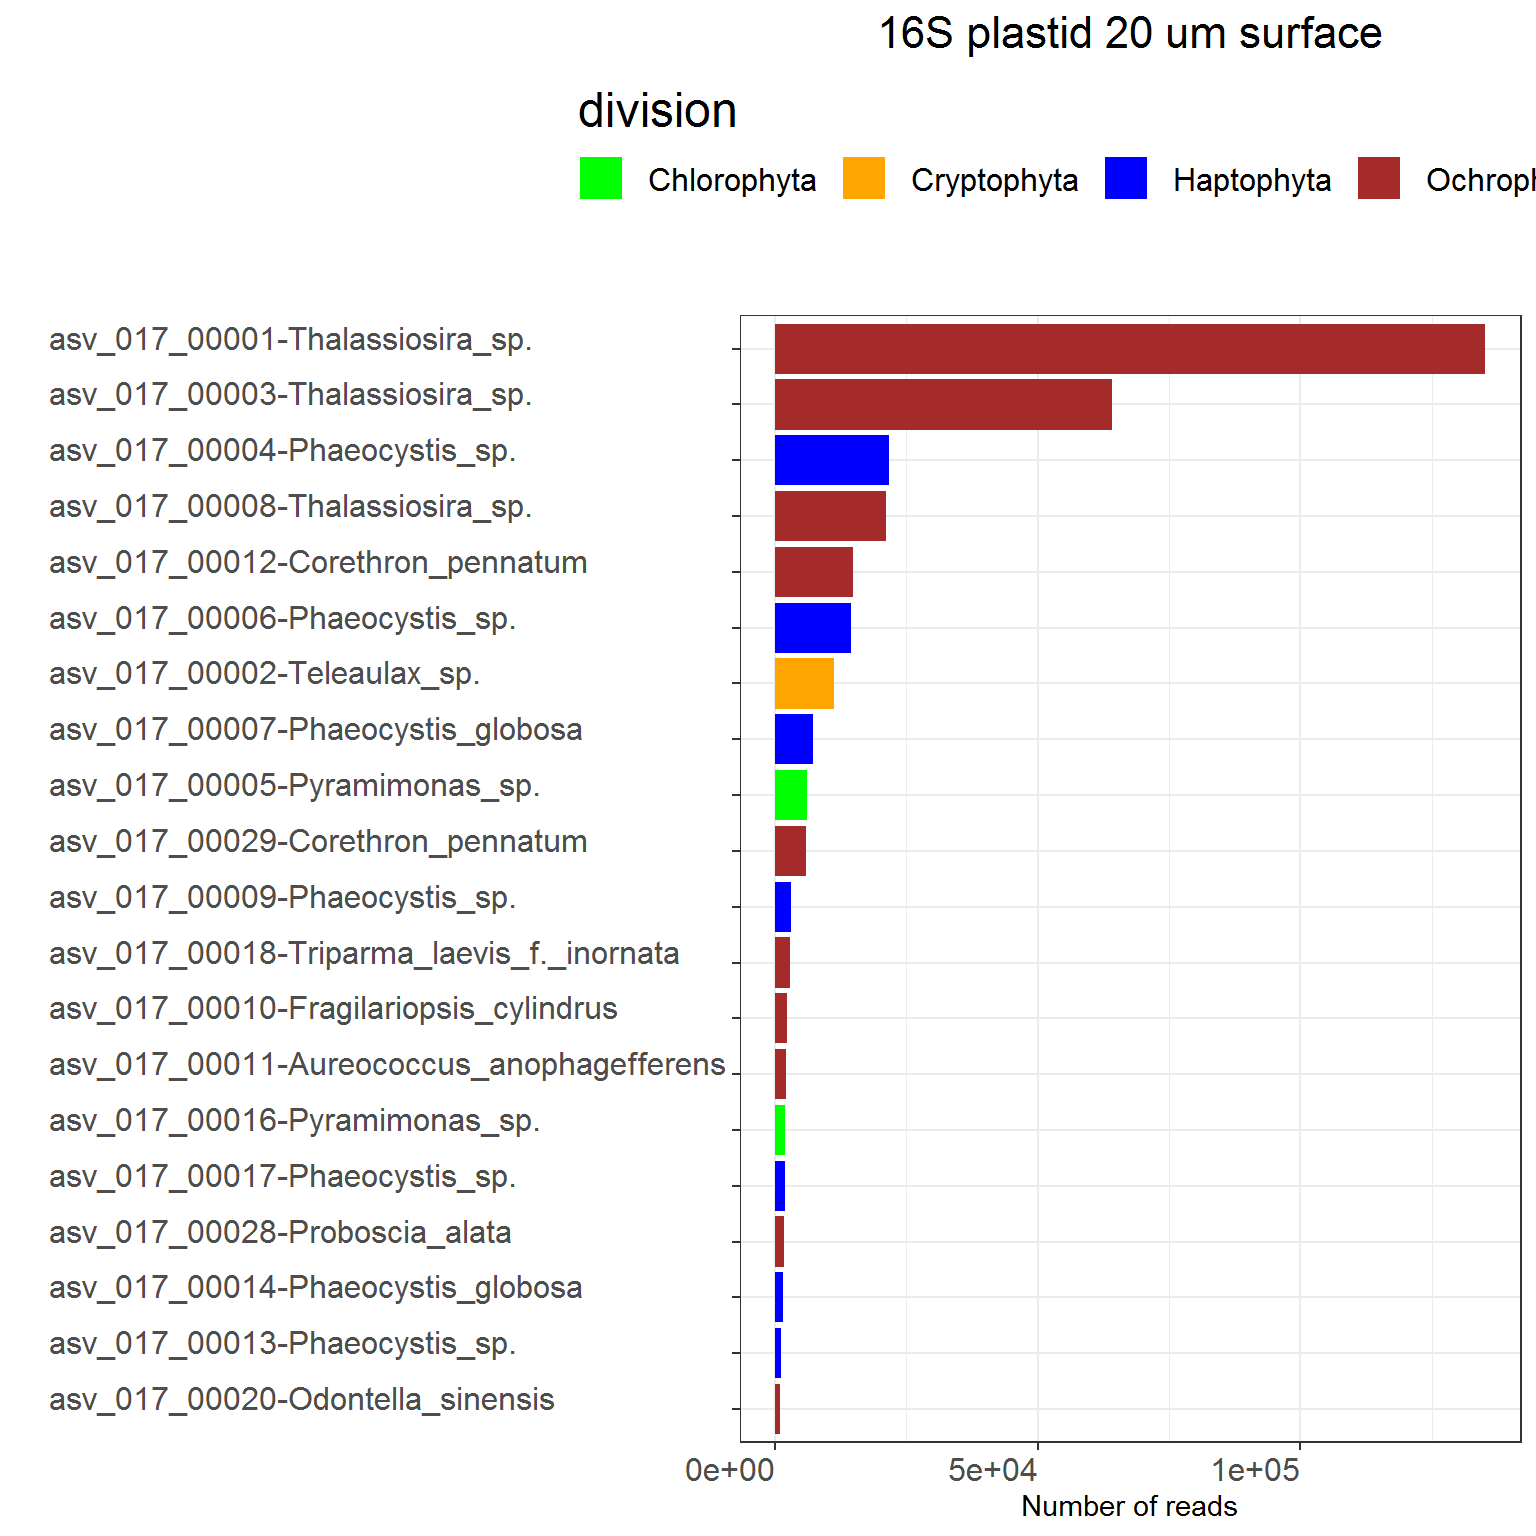 16S plastid 20 um surface
division
Chlorophyta Cryptophyta Haptophyta Ochroph
asv_017_00001-Thalassiosira_sp.
asv_017_00003-Thalassiosira_sp.
asv_017_00004-Phaeocystis_sp.
asv_017_00008-Thalassiosira_sp.
asv_017_00012-Corethron_pennatum
asv_017_00006-Phaeocystis_sp.
asv_017_00002-Teleaulax_sp.
asv_017_00007-Phaeocystis_globosa
asv_017_00005-Pyramimonas_sp.
asv_017_00029-Corethron_pennatum
asv_017_00009-Phaeocystis_sp.
asv_017_00018-Triparma_laevis_f._inornata
asv_017_00010-Fragilariopsis_cylindrus
asv_017_00011-Aureococcus_anophagefferens
asv_017_00016-Pyramimonas_sp.
asv_017_00017-Phaeocystis_sp.
asv_017_00028-Proboscia_alata
asv_017_00014-Phaeocystis_globosa
asv_017_00013-Phaeocystis_sp.
asv_017_00020-Odontella_sinensis
0e+00 5e+04 1e+05
Number of reads